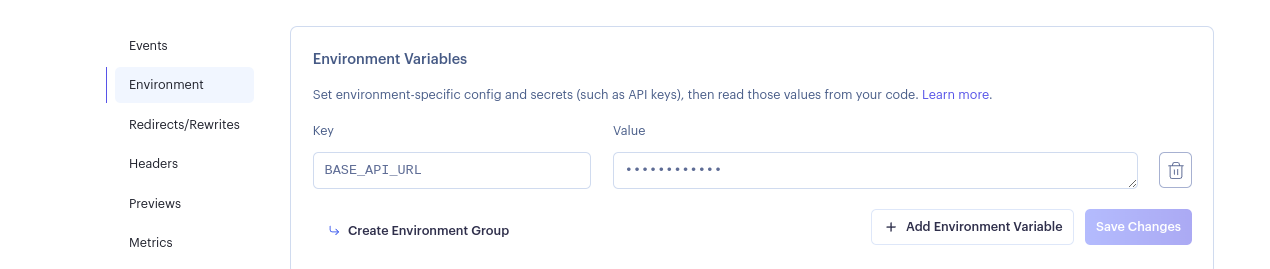 Events
Environment
Redirects/Rewrites
Headers
Previews
Metrics
Environment Variables
Set environment-specific config and secrets (such as API keys), then read those values from your code. Learn more.
Key Value
BASE_API_URL ••••••••••••
Create Environment Group + Add Environment Variable Save Changes